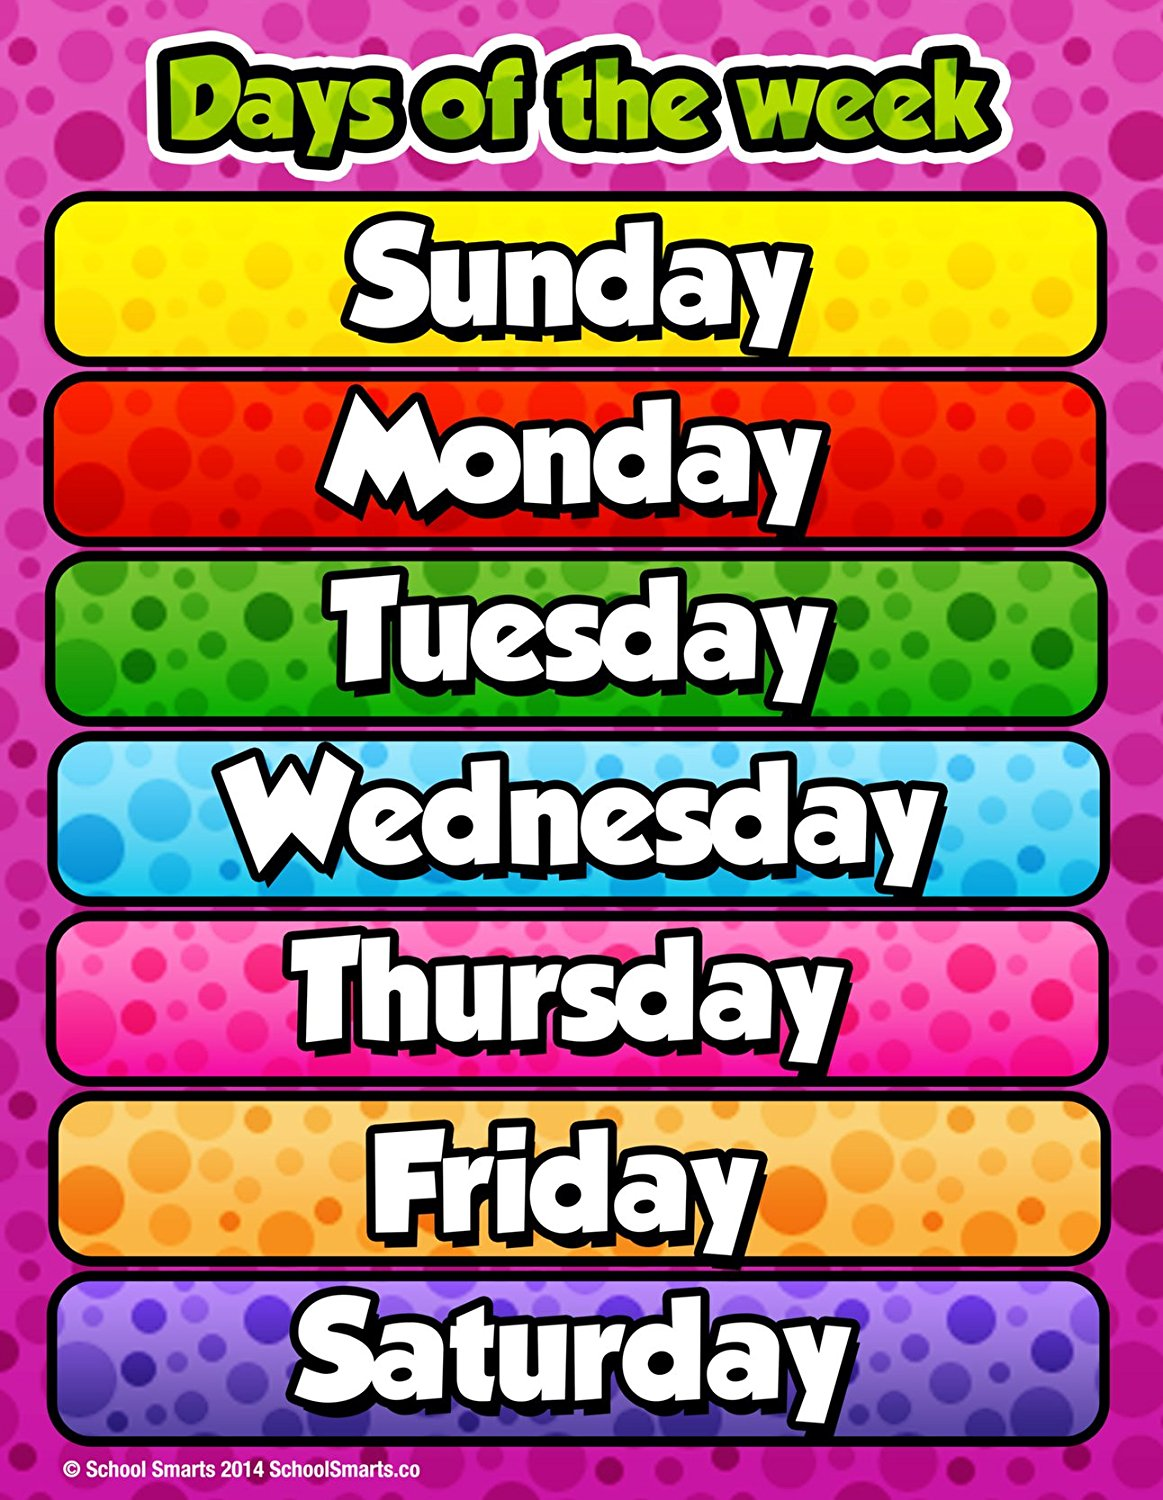 Days of the week
Sunday
Monday
Tuesday
Wednesday
Thursday
Friday
Saturday
© School Smarts 2014 SchoolSmarts.co